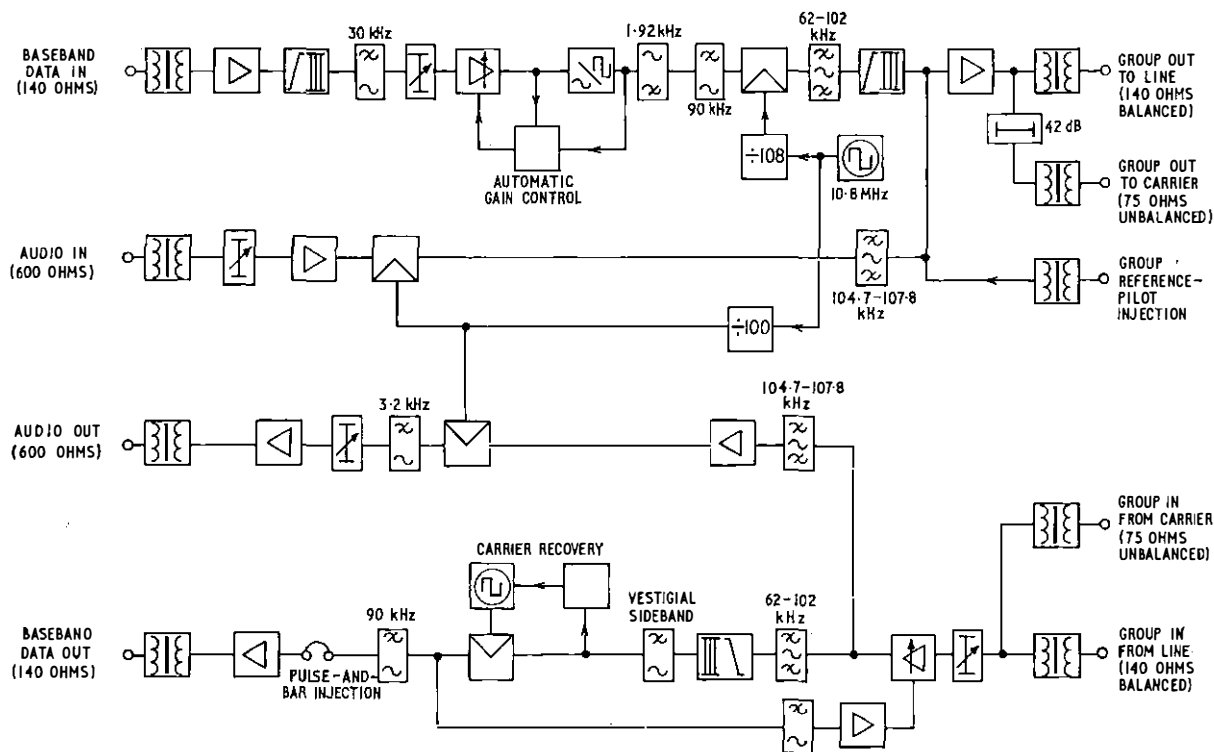 BASEBAND
DATA IN
(140 OHMS)
30 kHz
1·92 kHz
90 kHz
62-102
kHz
GROUP OUT
TO LINE
(140 OHMS
BALANCED)
42 dB
AUTOMATIC
GAIN CONTROL
÷108
10·8 MHz
GROUP OUT
TO CARRIER
(75 OHMS
UNBALANCED)
AUDIO IN
(600 OHMS)
104·7-107·8
kHz
GROUP
REFERENCE-
PILOT
INJECTION
÷100
AUDIO OUT
(600 OHMS)
3·2 kHz
104·7-107·8
kHz
GROUP IN
FROM CARRIER
(75 OHMS
UNBALANCED)
CARRIER RECOVERY
VESTIGIAL
SIDEBAND
62-102
kHz
BASEBAND
DATA OUT
(140 OHMS)
90 kHz
PULSE-AND-
BAR INJECTION
GROUP IN
FROM LINE
(140 OHMS
BALANCED)